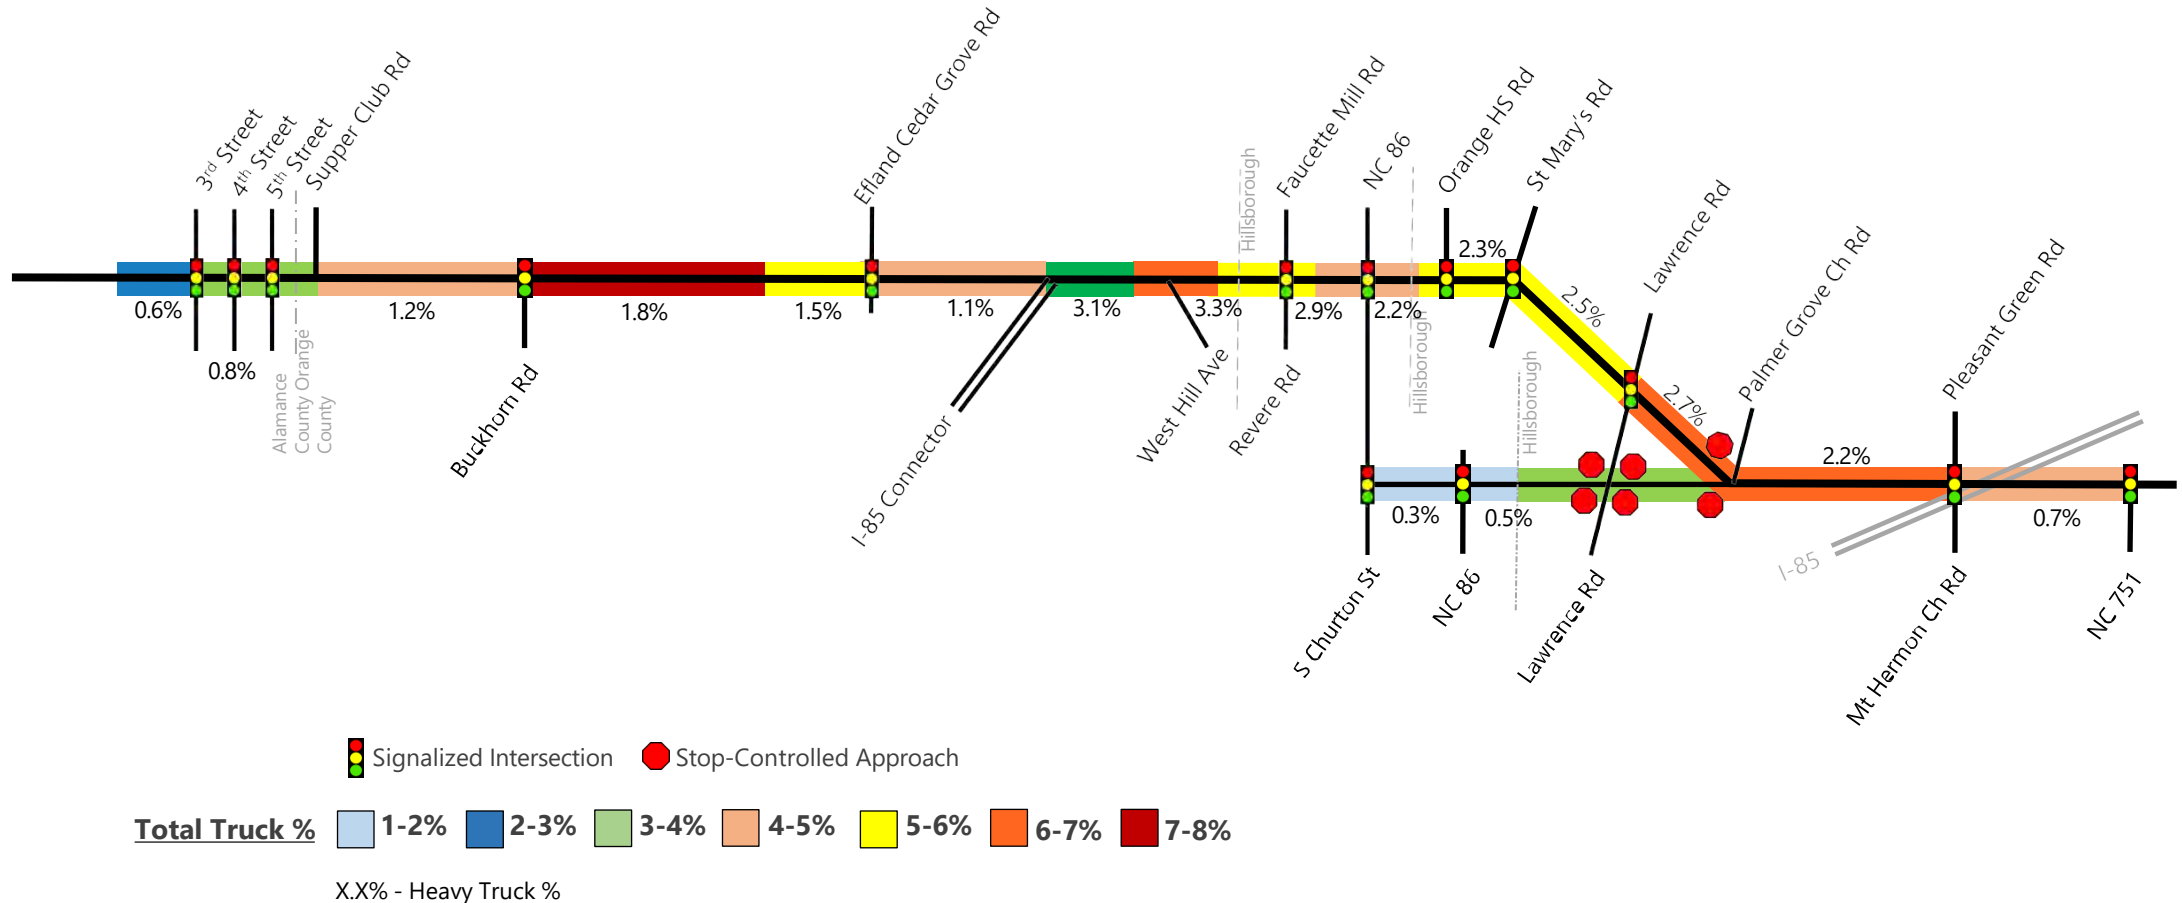 3rd Street
4th Street
5th Street
Supper Club Rd
Efland Cedar Grove Rd
Faucette Mill Rd
NC 86
Orange HS Rd
St Mary's Rd
Lawrence Rd
Palmer Grove Ch Rd
Pleasant Green Rd
Hillsborough
Hillsborough
Hillsborough
0.6%
0.8%
1.2%
1.8%
1.5%
1.1%
3.1%
3.3%
2.9%
2.2%
2.3%
2.5%
2.7%
2.2%
0.3%
0.5%
0.7%
Alamance
County Orange
County
Buckhorn Rd
I-85 Connector
West Hill Ave
Revere Rd
S Churton St
NC 86
Lawrence Rd
I-85
Mt Hermon Ch Rd
NC 751
Signalized Intersection
Stop-Controlled Approach
Total Truck %
1-2%
2-3%
3-4%
4-5%
5-6%
6-7%
7-8%
X.X% - Heavy Truck %